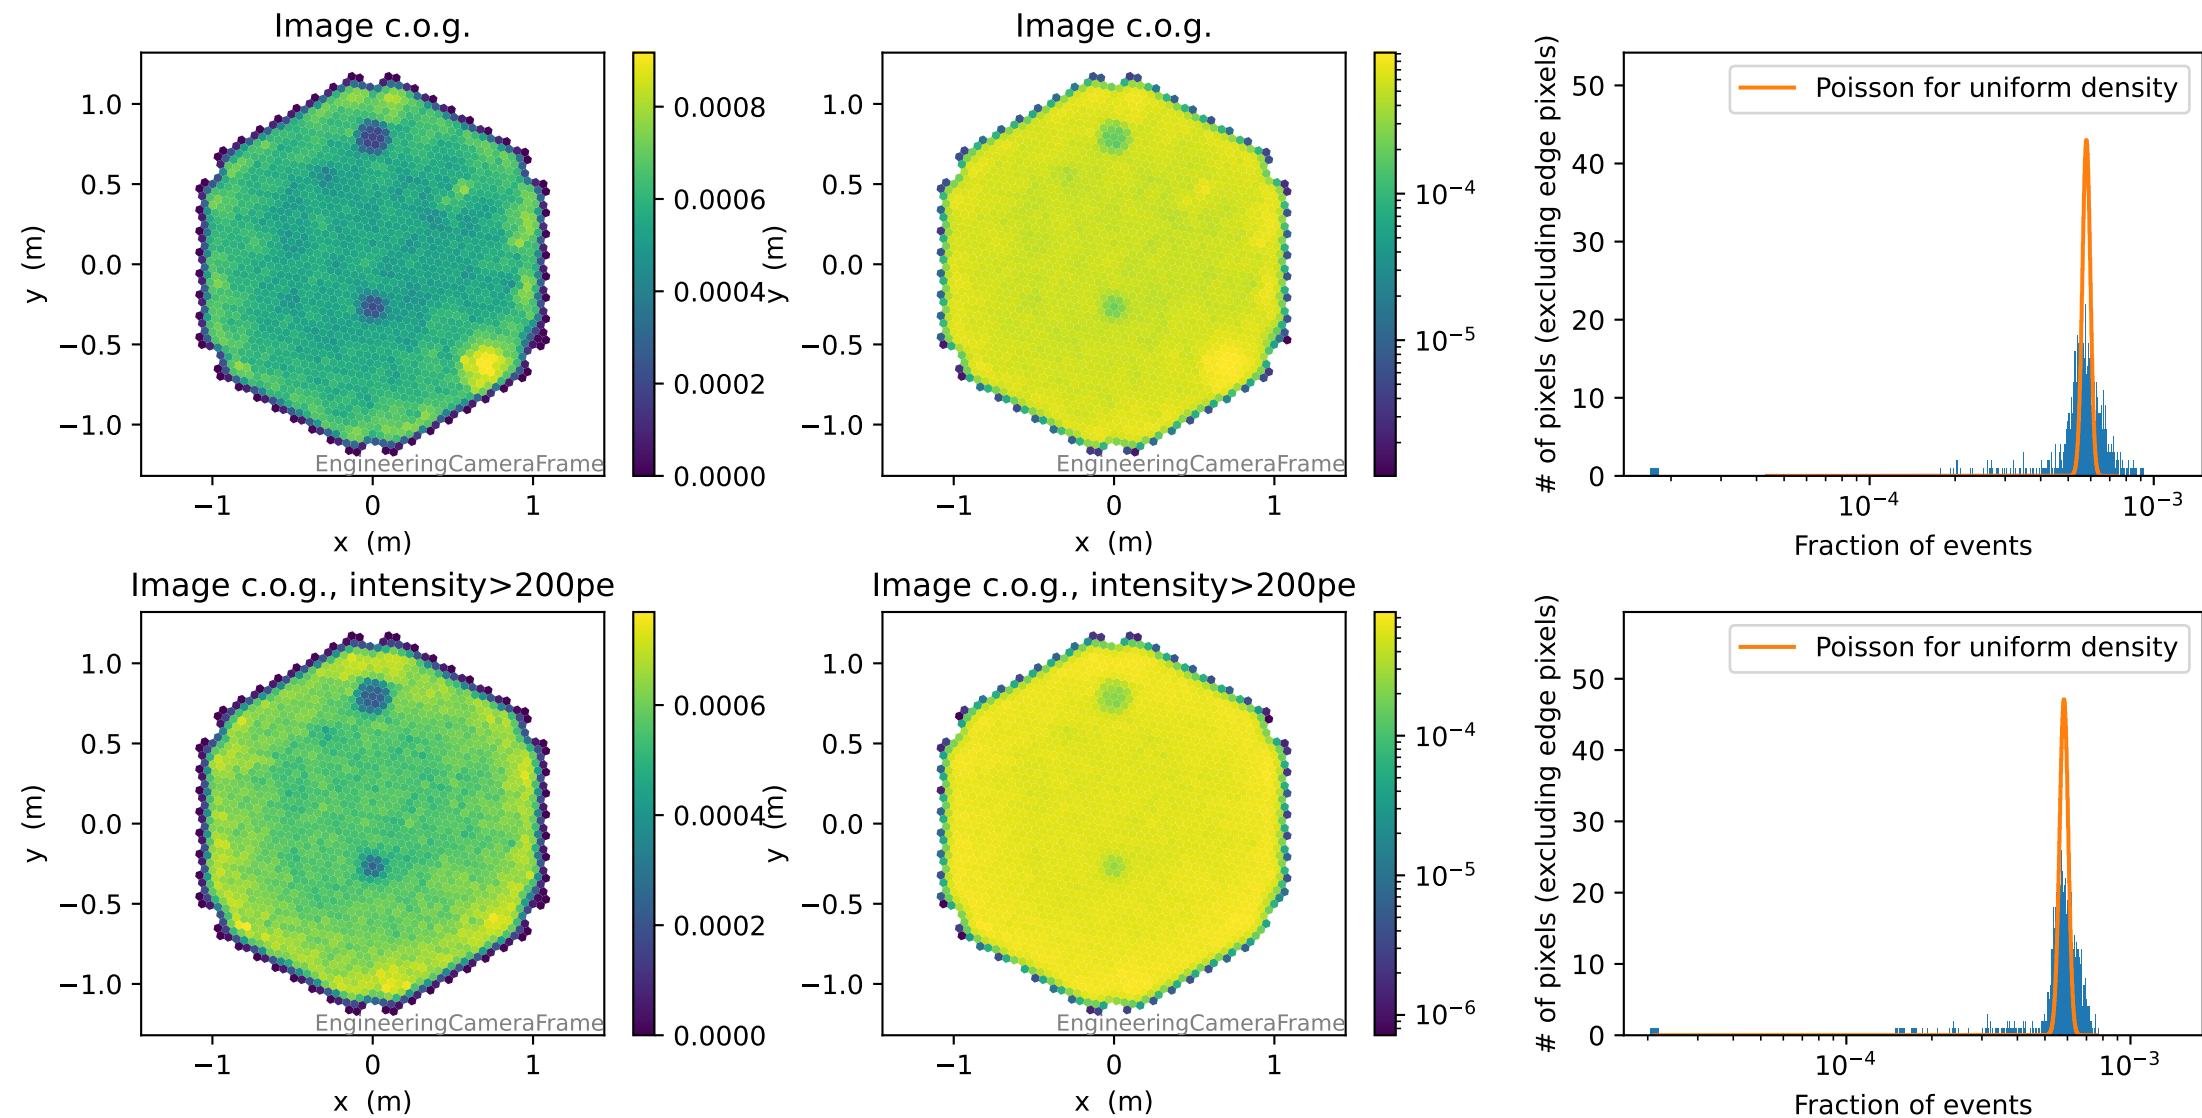 Image c.o.g.
1.0
0.5
0.0
−0.5
−1.0
y (m)
−1
0
1
x (m)
EngineeringCameraFrame
0.0008
0.0006
0.0004
0.0002
0.0000
Image c.o.g.
1.0
0.5
0.0
−0.5
−1.0
y (m)
−1
0
1
x (m)
EngineeringCameraFrame
10⁻⁴
10⁻⁵
Poisson for uniform density
50
40
30
20
10
0
# of pixels (excluding edge pixels)
10⁻⁴
10⁻³
Fraction of events
Image c.o.g., intensity>200pe
1.0
0.5
0.0
−0.5
−1.0
y (m)
−1
0
1
x (m)
EngineeringCameraFrame
0.0006
0.0004
0.0002
0.0000
Image c.o.g., intensity>200pe
1.0
0.5
0.0
−0.5
−1.0
y (m)
−1
0
1
x (m)
EngineeringCameraFrame
10⁻⁴
10⁻⁵
10⁻⁶
Poisson for uniform density
50
40
30
20
10
0
# of pixels (excluding edge pixels)
10⁻⁴
10⁻³
Fraction of events